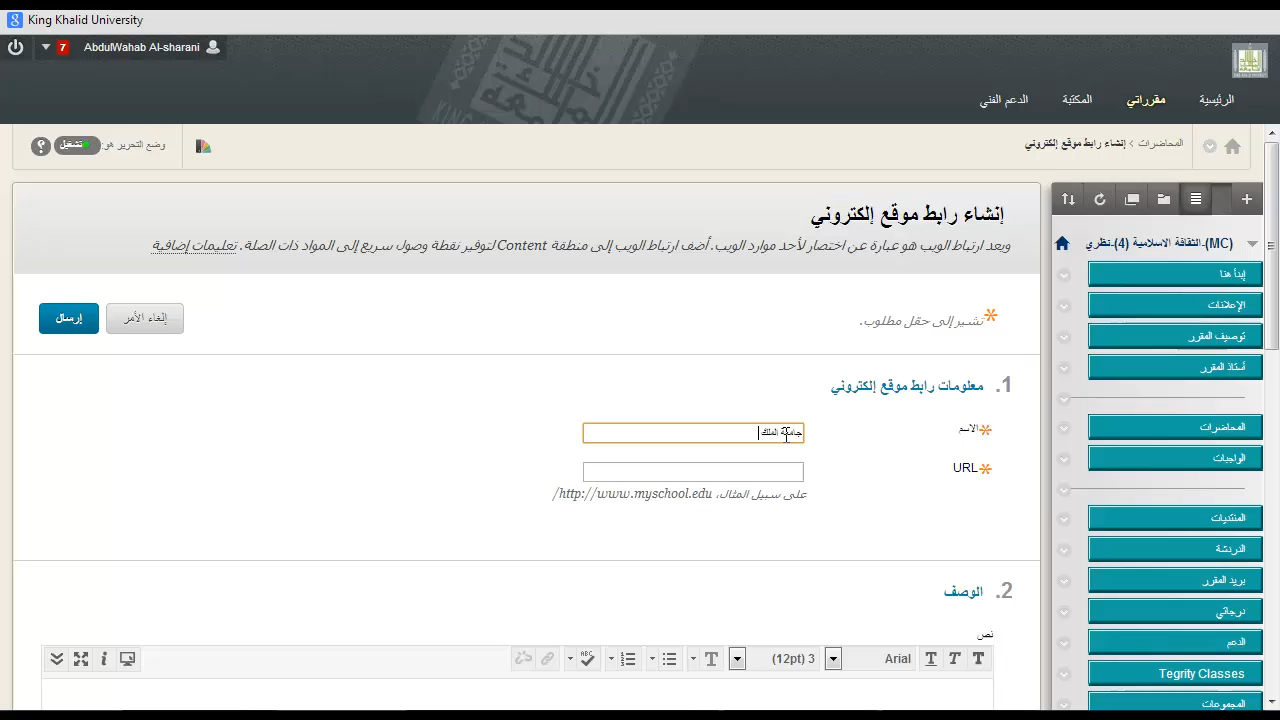 King Khalid University
7 AbdulWahab Al-sharani
الرئيسية مقرراتي المكتبة الدعم الفني
المحاضرات > إنشاء رابط موقع إلكتروني
وضع التحرير هو: تشغيل ?
إنشاء رابط موقع إلكتروني
ويعد ارتباط الويب هو عبارة عن اختصار لأحد موارد الويب. أضف ارتباط الويب إلى منطقة Content لتوفير نقطة وصول سريع إلى المواد ذات الصلة. تعليمات إضافية
* تشير إلى حقل مطلوب.
إلغاء الأمر إرسال
1. معلومات رابط موقع إلكتروني
* الاسم جامعة الملك
* URL
على سبيل المثال، http://www.myschool.edu/
2. الوصف
نص
T T T Arial 3 (12pt) T ABC i
(MC)ـالثقافة الاسلامية (4)ـنظري
إبدأ هنا
الإعلانات
توصيف المقرر
أستاذ المقرر
المحاضرات
الواجبات
المنتديات
الدردشة
بريد المقرر
درجاتي
الدعم
Tegrity Classes
المجموعات